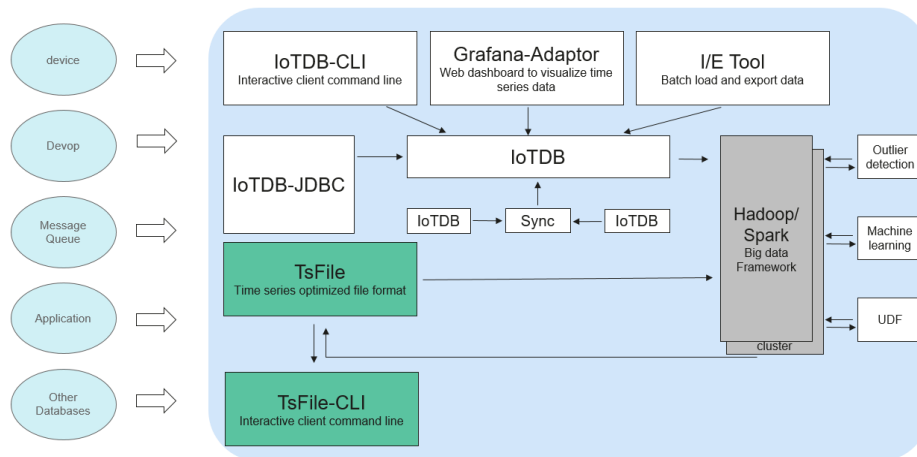 device
Devop
Message
Queue
Application
Other
Databases
IoTDB-CLI
Interactive client command line
Grafana-Adaptor
Web dashboard to visualize time
series data
I/E Tool
Batch load and export data
IoTDB-JDBC
IoTDB
IoTDB
Sync
IoTDB
TsFile
Time series optimized file format
TsFile-CLI
Interactive client command line
Hadoop/
Spark
Big data
Framework
cluster
Outlier
detection
Machine
learning
UDF